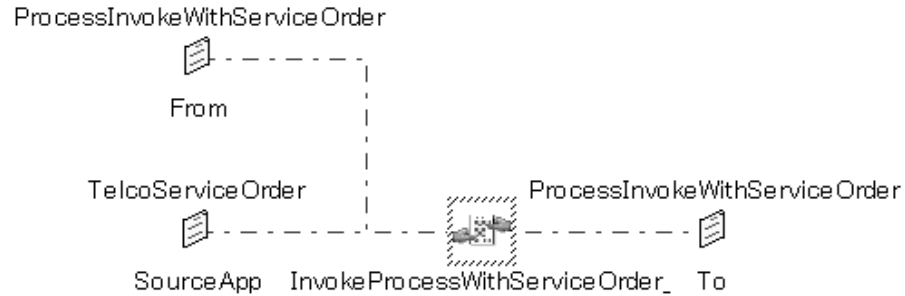 ProcessInvokeWithServiceOrder
From
TelcoServiceOrder
ProcessInvokeWithServiceOrder
SourceApp
InvokeProcessWithServiceOrder_
To